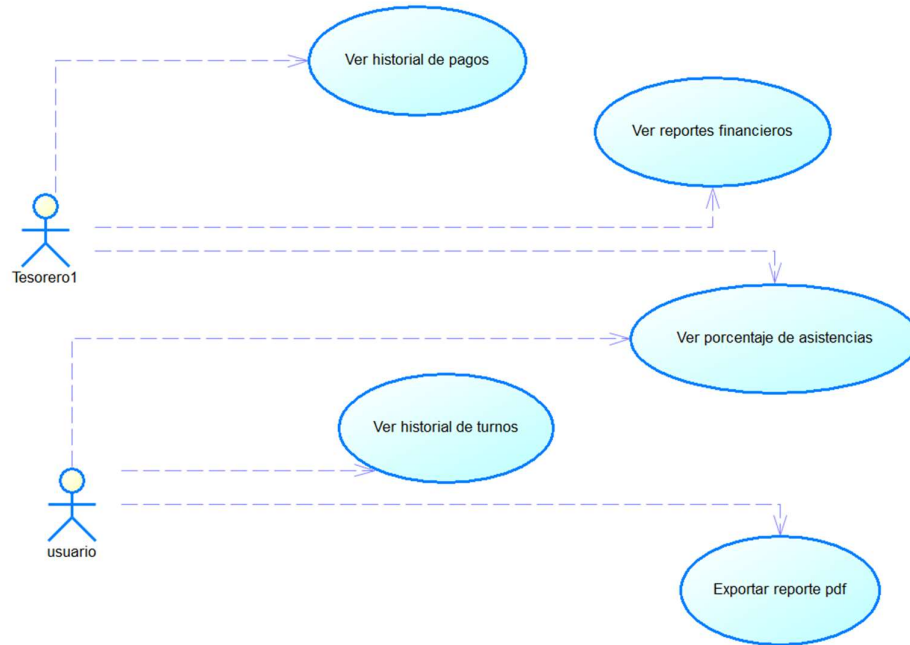 Ver historial de pagos
Ver reportes financieros
Tesorero1
Ver porcentaje de asistencias
Ver historial de turnos
usuario
Exportar reporte pdf